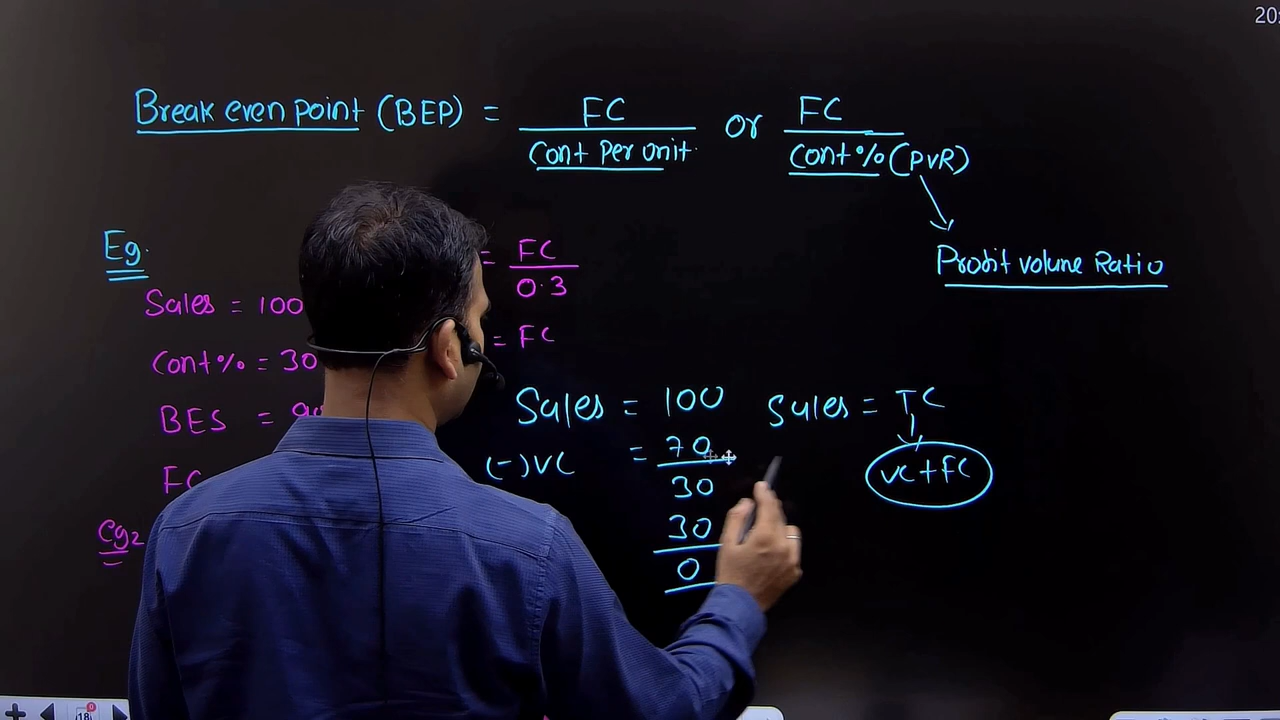 20:
Break even point (BEP) = FC / Cont Per unit or FC / Cont% (PVR)
Profit volume Ratio
Eg.
= FC / 0.3
Sales = 100
= FC
Cont% = 30
Sales = 100
Sales = TC
BES =
(-) VC = 70
VC + FC
FC
30
30
Eg2
0
18